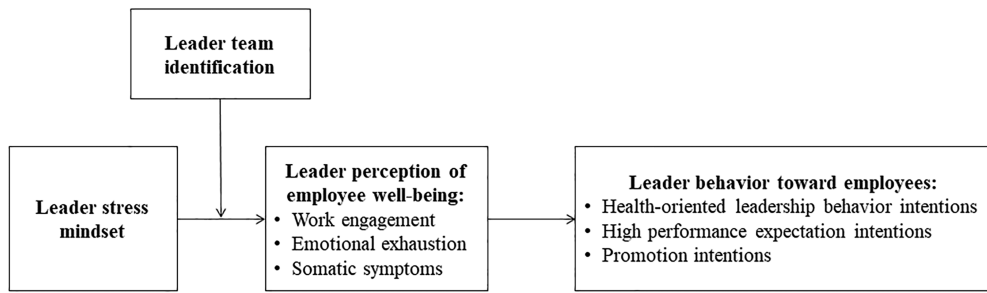 Leader team
identification
Leader stress
mindset
Leader perception of
employee well-being:
• Work engagement
• Emotional exhaustion
• Somatic symptoms
Leader behavior toward employees:
• Health-oriented leadership behavior intentions
• High performance expectation intentions
• Promotion intentions